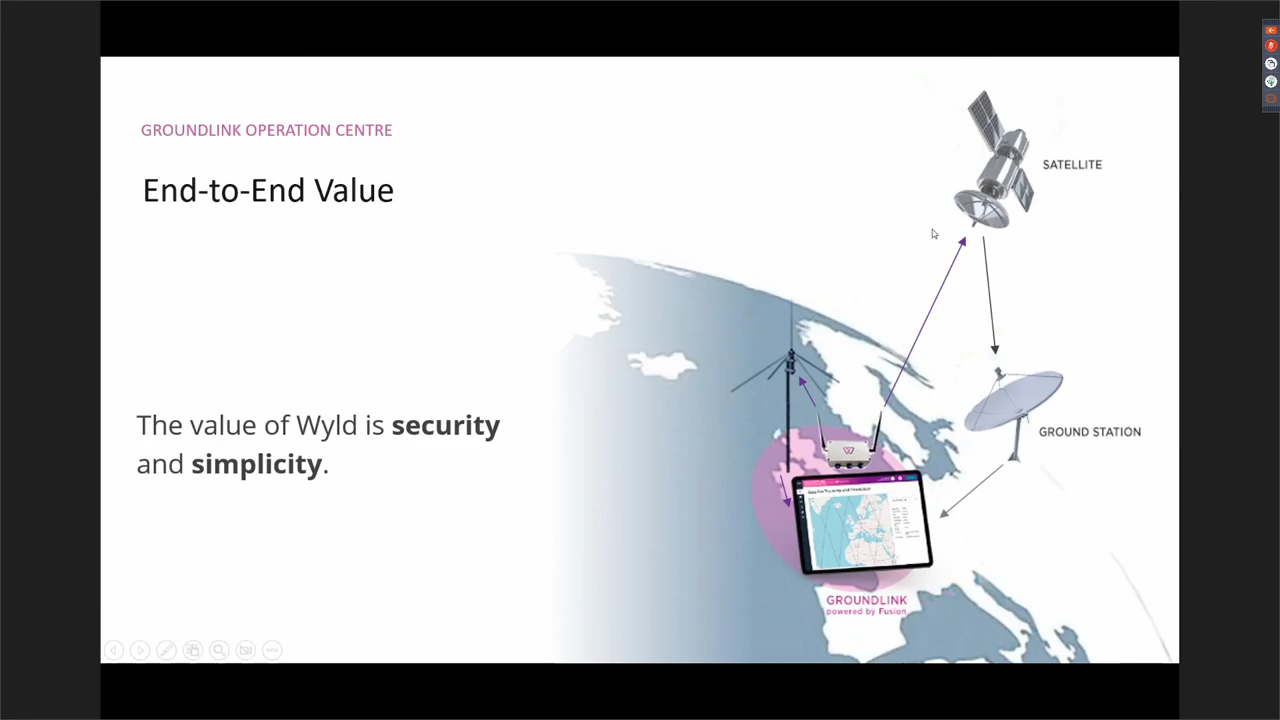 GROUNDLINK OPERATION CENTRE
End-to-End Value
SATELLITE
The value of Wyld is security
and simplicity.
GROUND STATION
GROUNDLINK
powered by Fusion